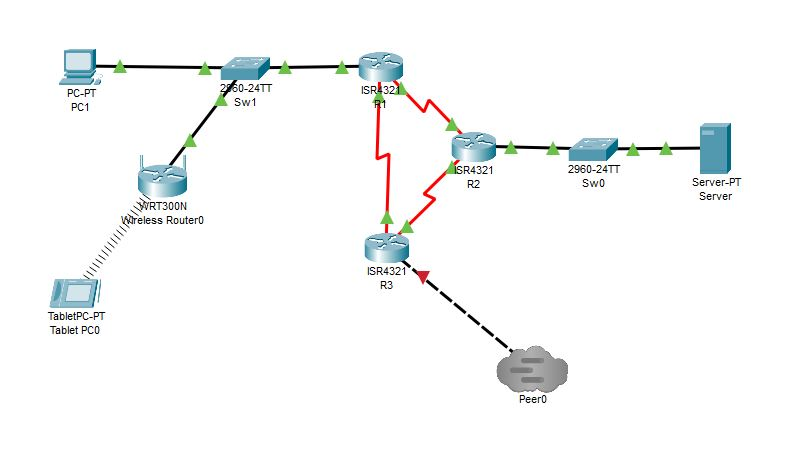 PC-PT
PC1
2960-24TT
Sw1
ISR4321
R1
ISR4321
R2
2960-24TT
Sw0
Server-PT
Server
WRT300N
Wireless Router0
ISR4321
R3
TabletPC-PT
Tablet PC0
Peer0